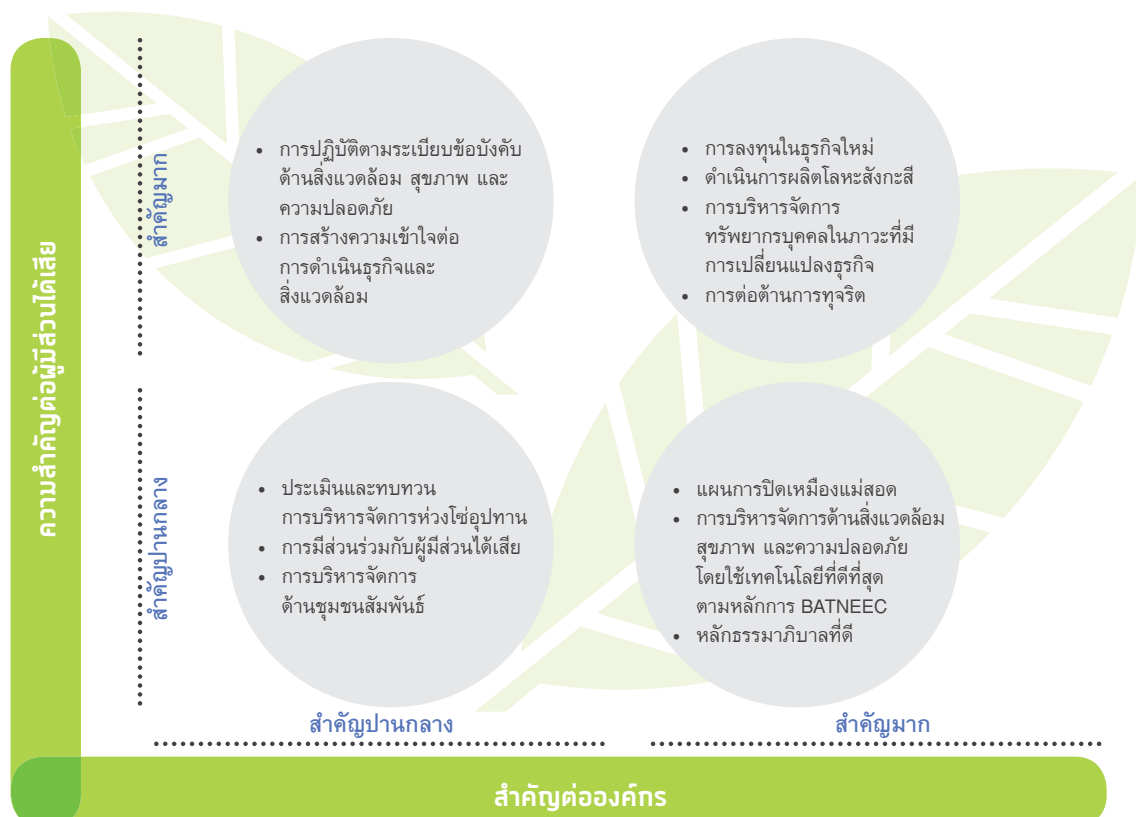 ความสำคัญต่อผู้มีส่วนได้เสีย
สำคัญมาก
• การปฏิบัติตามระเบียบข้อบังคับ
ด้านสิ่งแวดล้อม สุขภาพ และ
ความปลอดภัย
• การสร้างความเข้าใจต่อ
การดำเนินธุรกิจและ
สิ่งแวดล้อม
• การลงทุนในธุรกิจใหม่
• ดำเนินการผลิตโลหะสังกะสี
• การบริหารจัดการ
ทรัพยากรบุคคลในภาวะที่มี
การเปลี่ยนแปลงธุรกิจ
• การต่อต้านการทุจริต
สำคัญปานกลาง
• ประเมินและทบทวน
การบริหารจัดการห่วงโซ่อุปทาน
• การมีส่วนร่วมกับผู้มีส่วนได้เสีย
• การบริหารจัดการ
ด้านชุมชนสัมพันธ์
• แผนการปิดเหมืองแม่สอด
• การบริหารจัดการด้านสิ่งแวดล้อม
สุขภาพ และความปลอดภัย
โดยใช้เทคโนโลยีที่ดีที่สุด
ตามหลักการ BATNEEC
• หลักธรรมาภิบาลที่ดี
สำคัญปานกลาง
สำคัญมาก
สำคัญต่อองค์กร